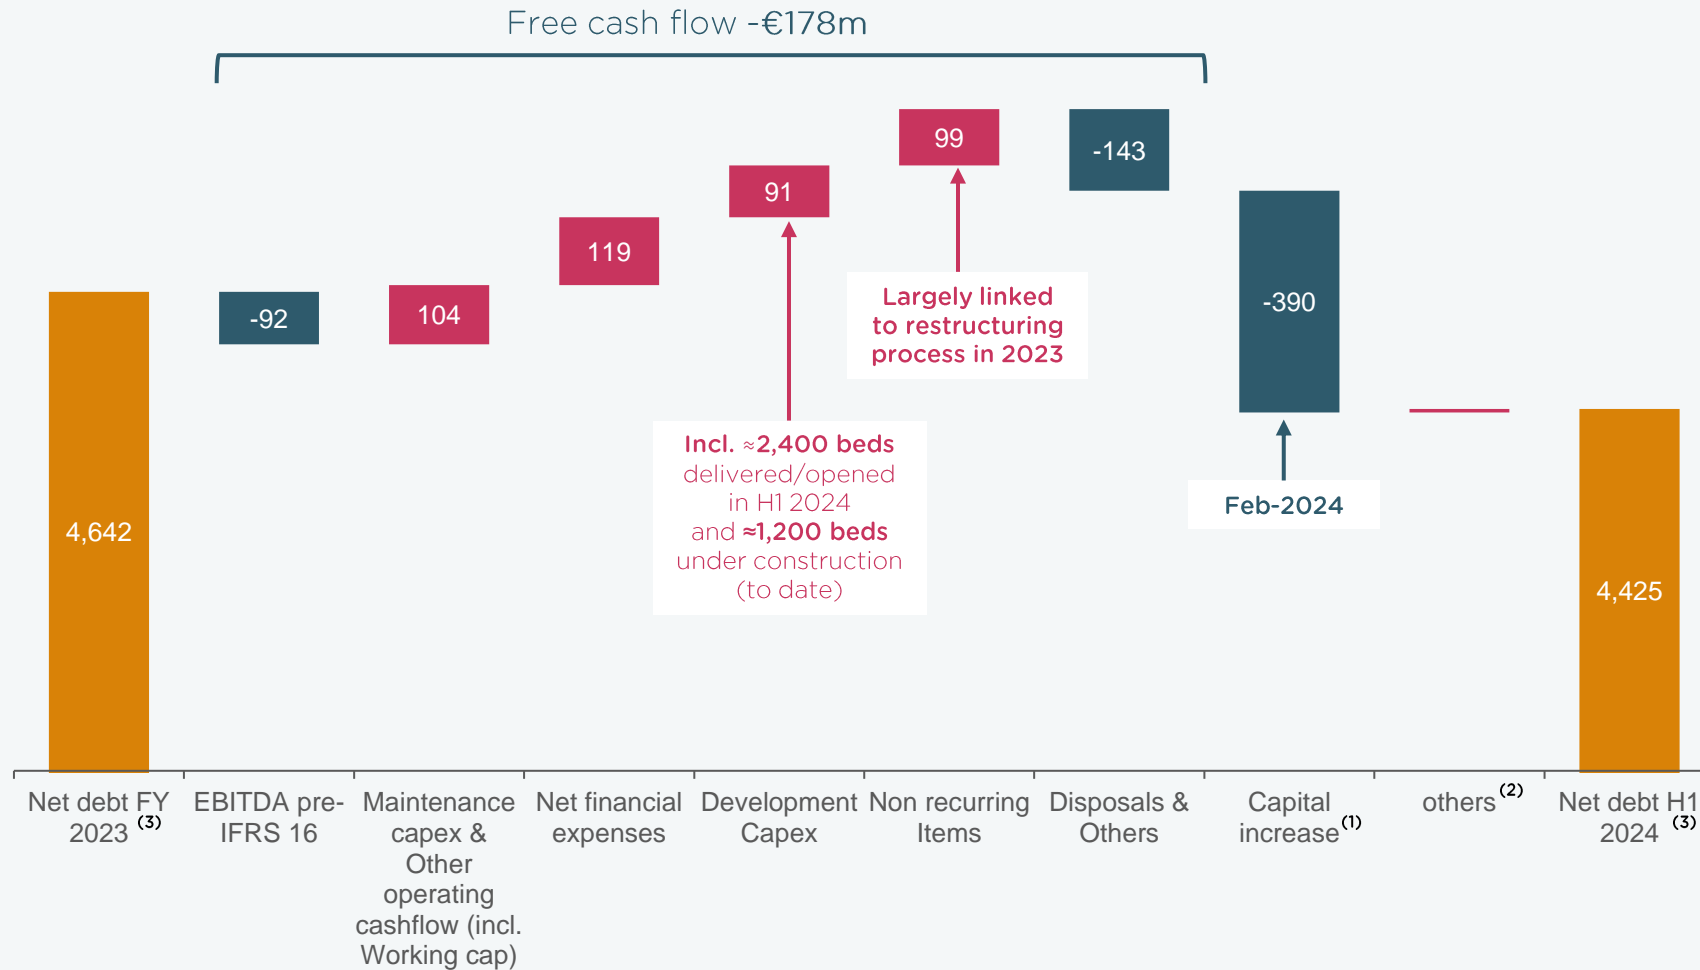 Free cash flow -€178m
99
-143
91
119
-390
-92
104
Largely linked
to restructuring
process in 2023
Incl. ≈2,400 beds
delivered/opened
in H1 2024
and ≈1,200 beds
under construction
(to date)
Feb-2024
4,642
4,425
Net debt FY
2023 (3)
EBITDA pre-
IFRS 16
Maintenance
capex &
Other
operating
cashflow (incl.
Working cap)
Net financial
expenses
Development
Capex
Non recurring
Items
Disposals &
Others
Capital
increase(1)
others (2)
Net debt H1
2024 (3)